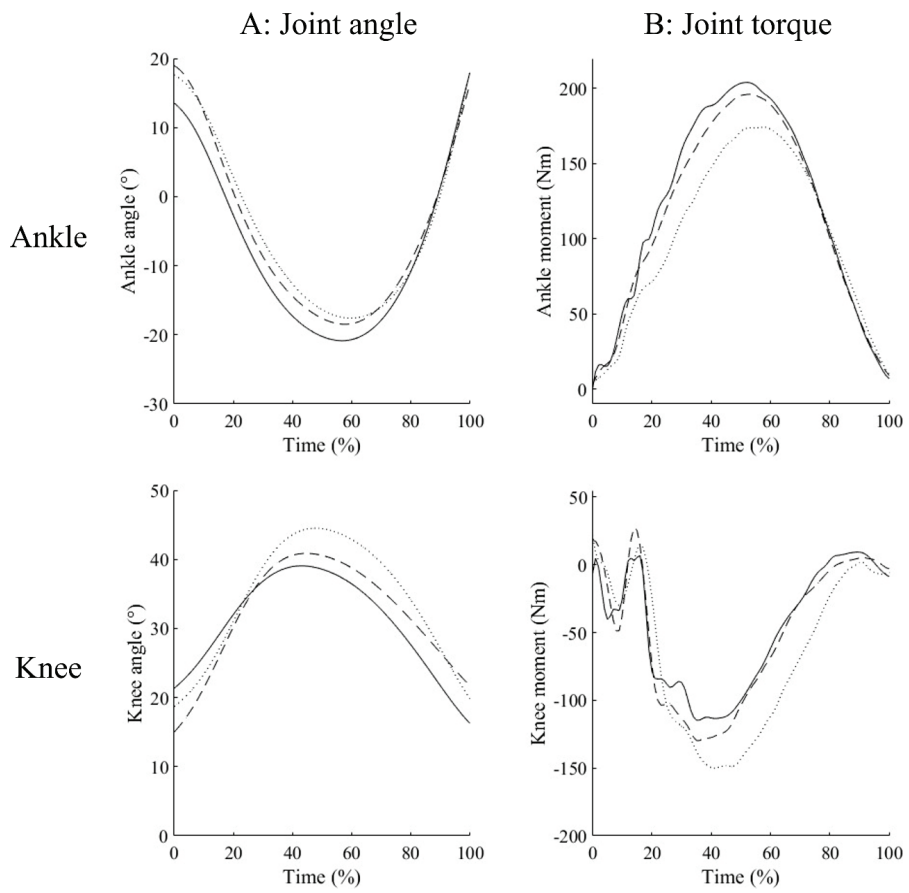 A: Joint angle
B: Joint torque
Ankle
20
10
0
-10
-20
-30
Ankle angle (°)
0 20 40 60 80 100
Time (%)
200
150
100
50
0
Ankle moment (Nm)
0 20 40 60 80 100
Time (%)
Knee
50
40
30
20
10
0
Knee angle (°)
0 20 40 60 80 100
Time (%)
50
0
-50
-100
-150
-200
Knee moment (Nm)
0 20 40 60 80 100
Time (%)